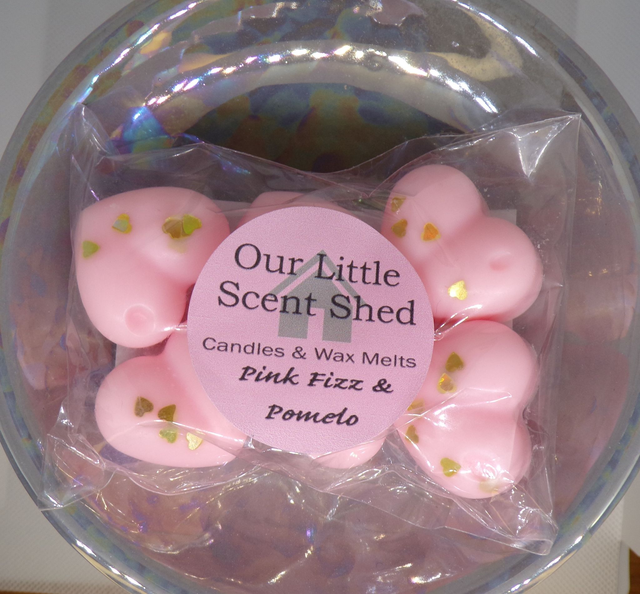 Our Little
Scent Shed
Candles & Wax Melts
Pink Fizz &
Pomelo